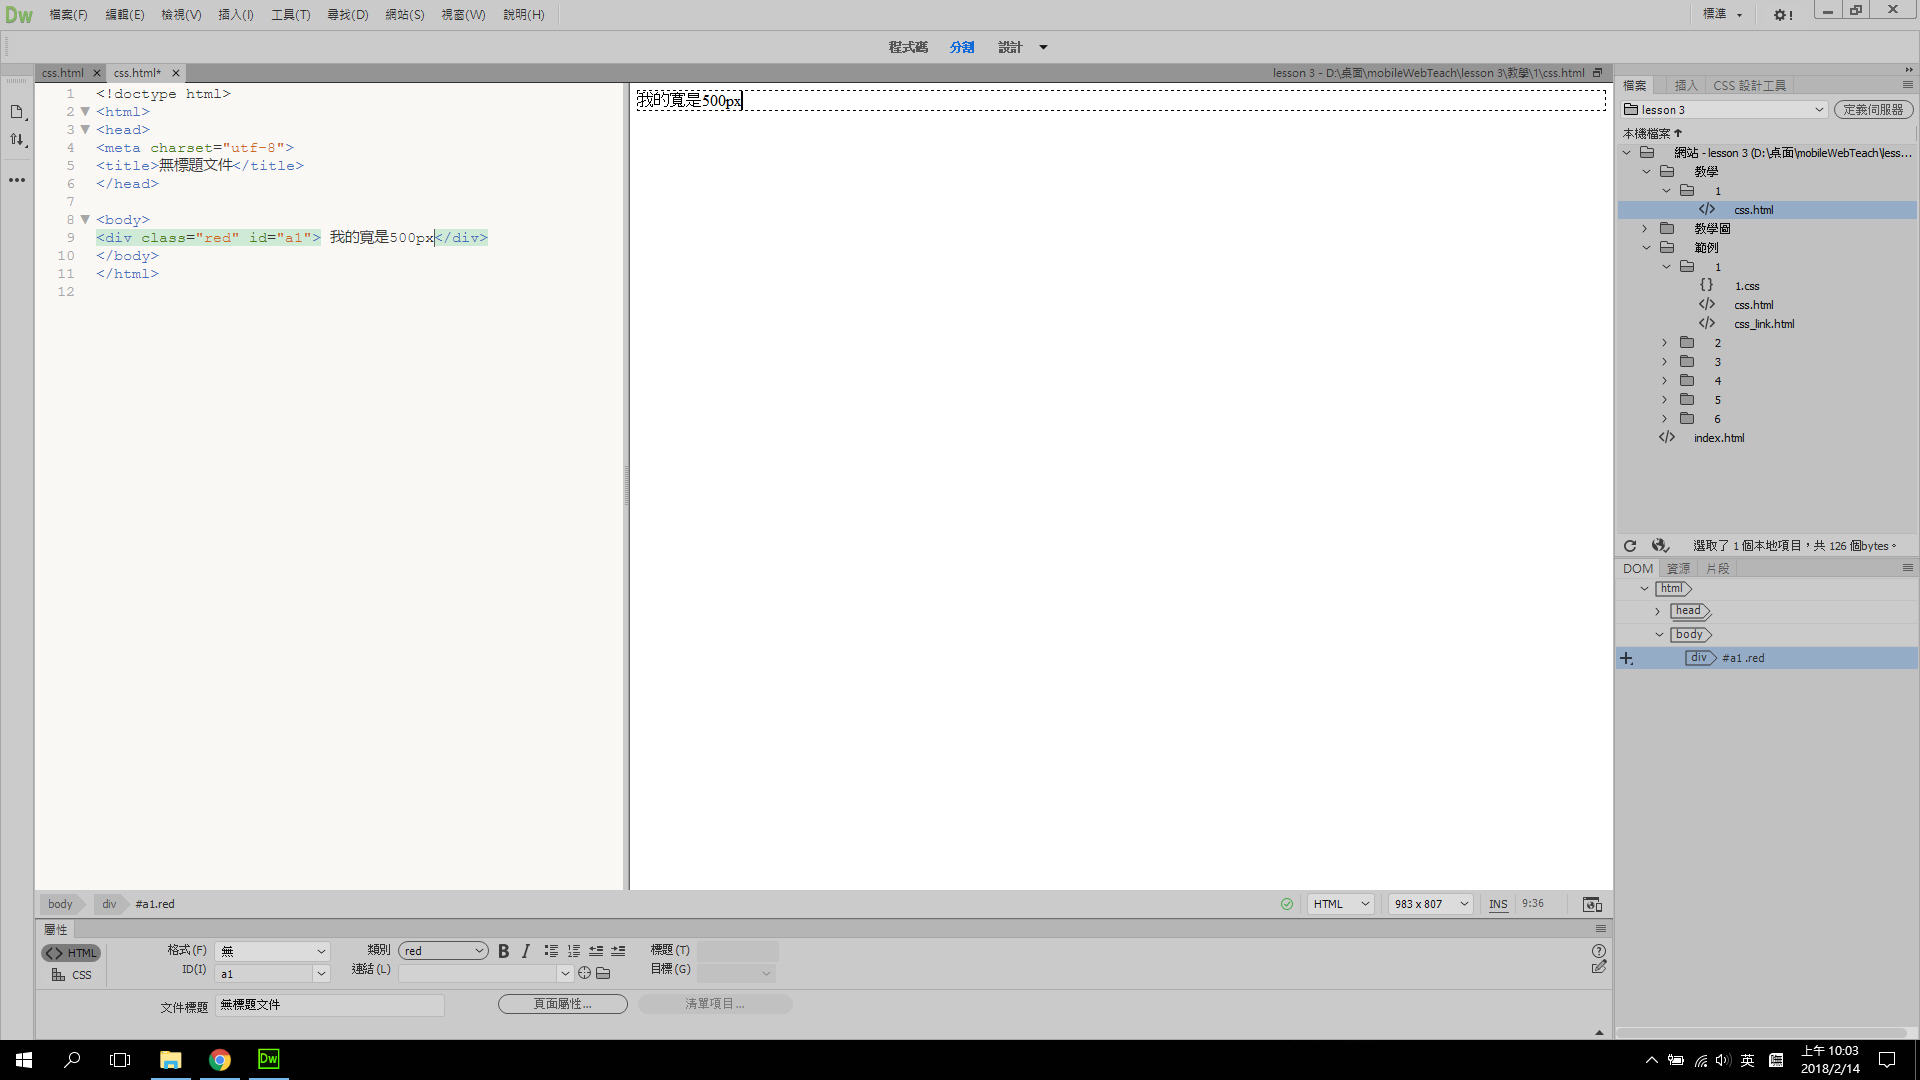 Dw 檔案(F) 編輯(E) 檢視(V) 插入(I) 工具(T) 尋找(D) 網站(S) 視窗(W) 說明(H) 標準
程式碼 分割 設計
css.html css.html* lesson 3 - D:\桌面\mobileWebTeach\lesson 3\教學\1\css.html
1 <!doctype html>
2 <html>
3 <head>
4 <meta charset="utf-8">
5 <title>無標題文件</title>
6 </head>
7
8 <body>
9 <div class="red" id="a1"> 我的寬是500px</div>
10 </body>
11 </html>
12
我的寬是500px
檔案 插入 CSS 設計工具
lesson 3 定義伺服器
本機檔案
網站 - lesson 3 (D:\桌面\mobileWebTeach\less...
教學
1
css.html
教學圖
範例
1
1.css
css.html
css_link.html
2
3
4
5
6
index.html
選取了 1 個本地項目，共 126 個bytes。
DOM 資源 片段
html
head
body
div #a1 .red
body div #a1.red HTML 983 x 807 INS 9:36
屬性
HTML 格式(F) 無 類別 red B I 標題(T)
CSS ID(I) a1 連結(L) 目標(G)
文件標題 無標題文件 頁面屬性... 清單項目...
Dw 英 上午 10:03
2018/2/14